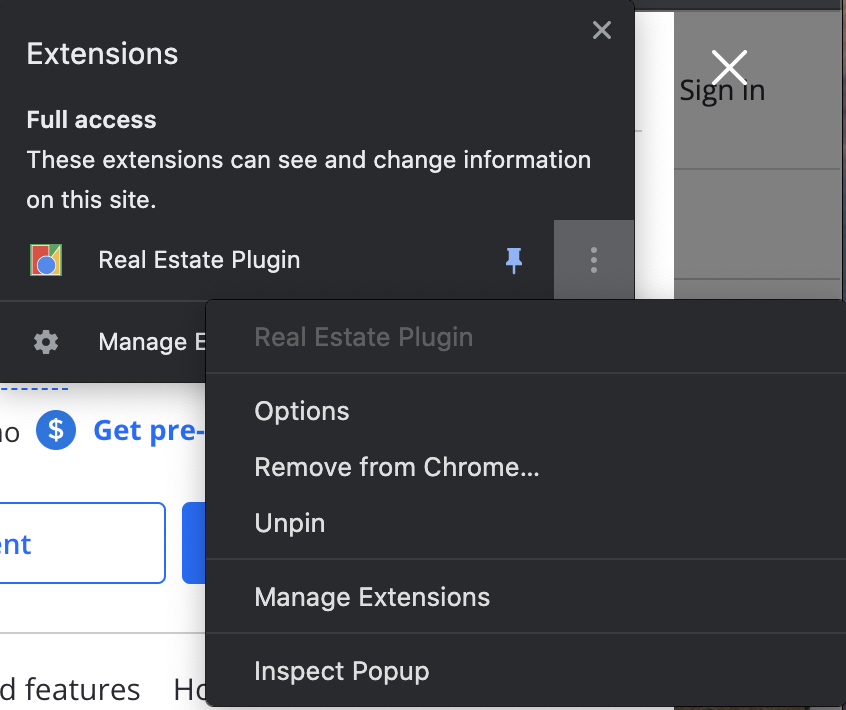 Extensions
Sign in
Full access
These extensions can see and change information
on this site.
Real Estate Plugin
Manage E
Real Estate Plugin
Options
no $ Get pre-
Remove from Chrome...
Unpin
ent
Manage Extensions
Inspect Popup
d features Ho